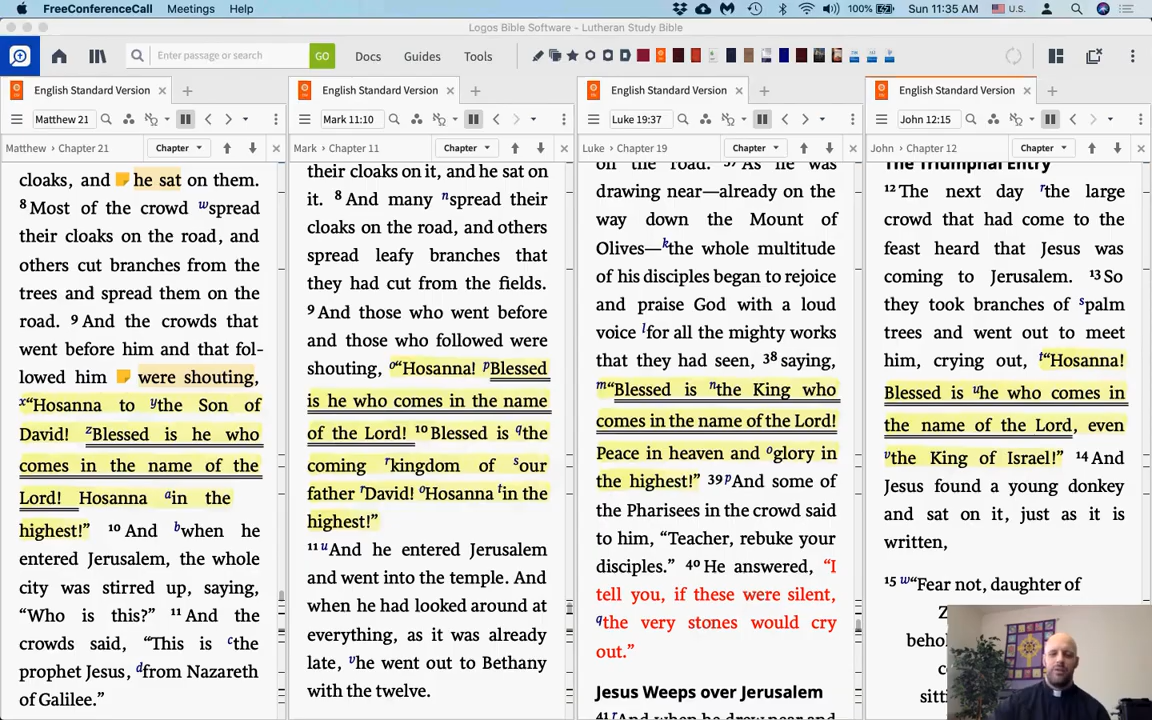 FreeConferenceCall Meetings Help 100% Sun 11:35 AM U.S.
Logos Bible Software - Lutheran Study Bible
Enter passage or search GO Docs Guides Tools
English Standard Version
Matthew 21
Matthew › Chapter 21 Chapter
cloaks, and he sat on them.
8 Most of the crowd w spread
their cloaks on the road, and
others cut branches from the
trees and spread them on the
road. 9 And the crowds that
went before him and that fol-
lowed him were shouting,
x “Hosanna to y the Son of
David! z Blessed is he who
comes in the name of the
Lord! Hosanna a in the
highest!” 10 And b when he
entered Jerusalem, the whole
city was stirred up, saying,
“Who is this?” 11 And the
crowds said, “This is c the
prophet Jesus, d from Nazareth
of Galilee.”
English Standard Version
Mark 11:10
Mark › Chapter 11 Chapter
their cloaks on it, and he sat on
it. 8 And many n spread their
cloaks on the road, and others
spread leafy branches that
they had cut from the fields.
9 And those who went before
and those who followed were
shouting, o “Hosanna! p Blessed
is he who comes in the name
of the Lord! 10 Blessed is q the
coming r kingdom of s our
father r David! o Hosanna t in the
highest!”
11 u And he entered Jerusalem
and went into the temple. And
when he had looked around at
everything, as it was already
late, v he went out to Bethany
with the twelve.
English Standard Version
Luke 19:37
Luke › Chapter 19 Chapter
on the road. 37 As he was
drawing near—already on the
way down the Mount of
Olives—k the whole multitude
of his disciples began to rejoice
and praise God with a loud
voice l for all the mighty works
that they had seen, 38 saying,
m “Blessed is n the King who
comes in the name of the Lord!
Peace in heaven and o glory in
the highest!” 39 p And some of
the Pharisees in the crowd said
to him, “Teacher, rebuke your
disciples.” 40 He answered, “I
tell you, if these were silent,
q the very stones would cry
out.”
Jesus Weeps over Jerusalem
41 r And when he drew near and
English Standard Version
John 12:15
John › Chapter 12 Chapter
The Triumphal Entry
12 The next day r the large
crowd that had come to the
feast heard that Jesus was
coming to Jerusalem. 13 So
they took branches of s palm
trees and went out to meet
him, crying out, t “Hosanna!
Blessed is u he who comes in
the name of the Lord, even
v the King of Israel!” 14 And
Jesus found a young donkey
and sat on it, just as it is
written,
15 w “Fear not, daughter of